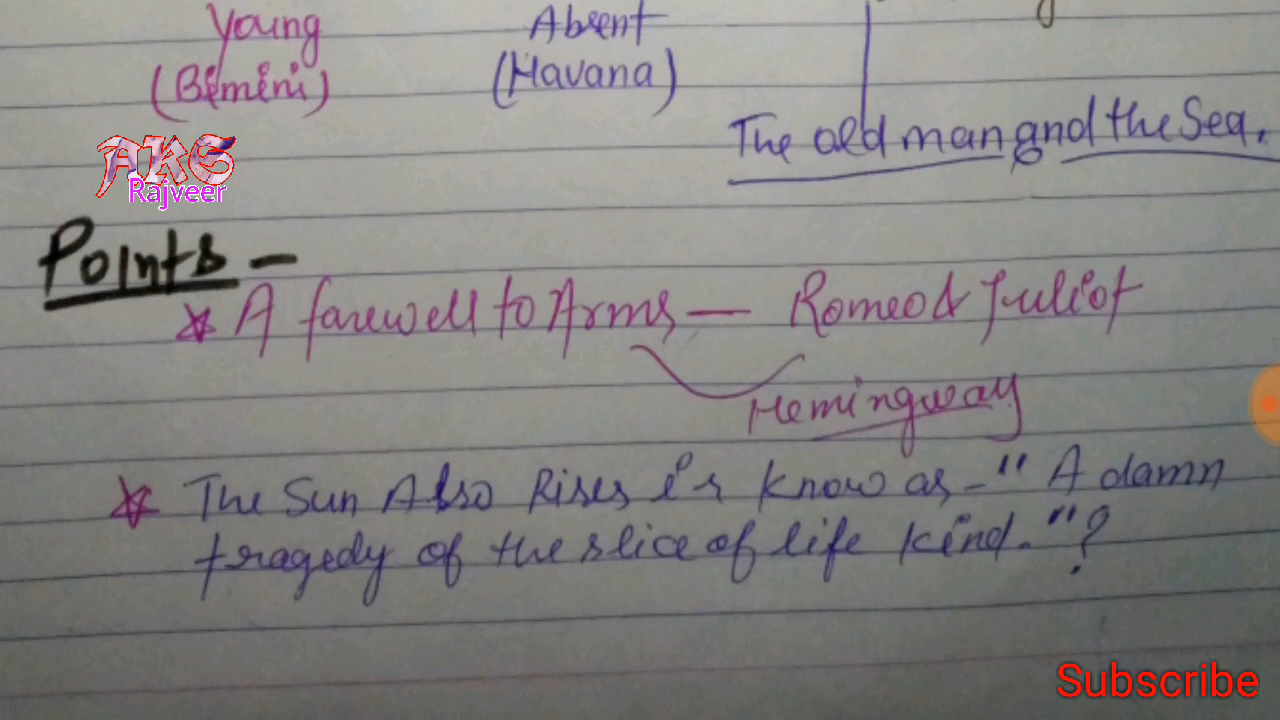 Young
(Bimini)
Absent
(Havana)
The old man and the Sea.
AKS
Rajveer
Points -
* A farewell to Arms — Romeo & Juliet
Hemingway
* The Sun Also Rises is know as - " A damn
tragedy of the slice of life kind. " ?
Subscribe